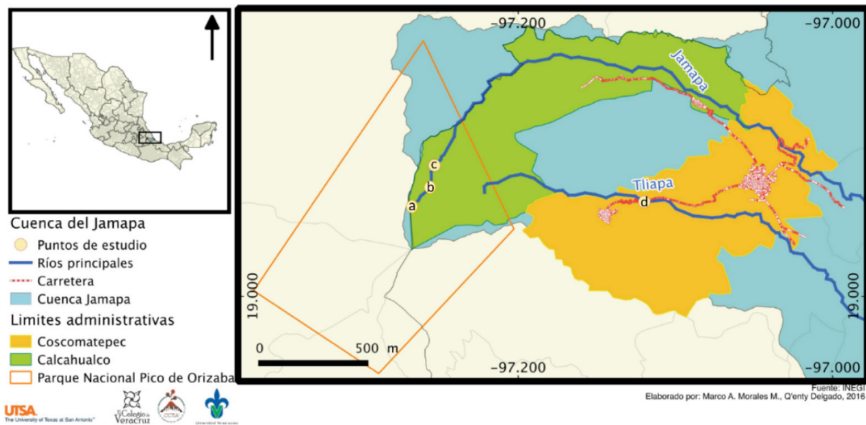 Cuenca del Jamapa
Puntos de estudio
Ríos principales
Carretera
Cuenca Jamapa
Limites administrativas
Coscomatepec
Calcahualco
Parque Nacional Pico de Orizaba
UTSA
The University of Texas at San Antonio™
El Colegio de
Veracruz
Universidad Veracruzana
−97.200
−97.000
Jamapa
c
b
a
Tliapa
d
19.000
19.000
0
500 m
−97.200
−97.000
Fuente: INEGI
Elaborado por: Marco A. Morales M., Q'enty Delgado, 2016